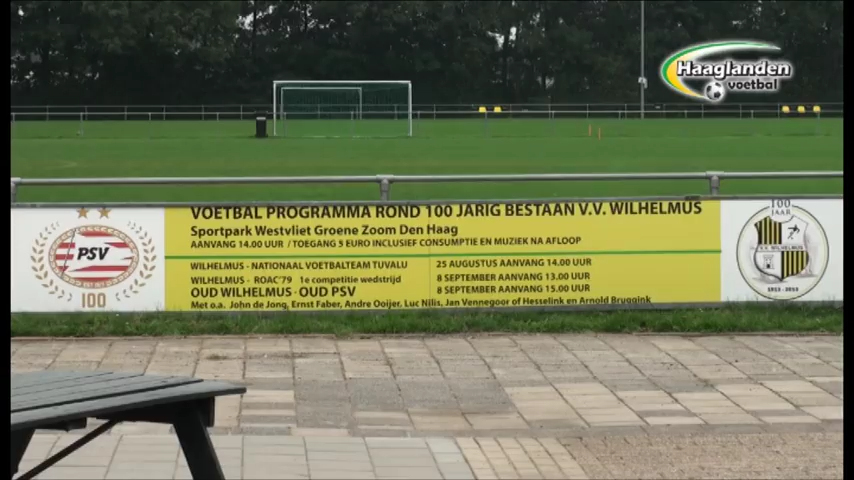 Haaglanden
voetbal
VOETBAL PROGRAMMA ROND 100 JARIG BESTAAN V.V. WILHELMUS
Sportpark Westvliet Groene Zoom Den Haag
AANVANG 14.00 UUR / TOEGANG 5 EURO INCLUSIEF CONSUMPTIE EN MUZIEK NA AFLOOP
WILHELMUS - NATIONAAL VOETBALTEAM TUVALU 25 AUGUSTUS AANVANG 14.00 UUR
WILHELMUS - ROAC'79 1e competitie wedstrijd 8 SEPTEMBER AANVANG 13.00 UUR
OUD WILHELMUS - OUD PSV 8 SEPTEMBER AANVANG 15.00 UUR
Met o.a. John de Jong, Ernst Faber, Andre Ooijer, Luc Nilis, Jan Vennegoor of Hesselink en Arnold Bruggink
PSV
100
100
JAAR
V.V. WILHELMUS
1913-2013